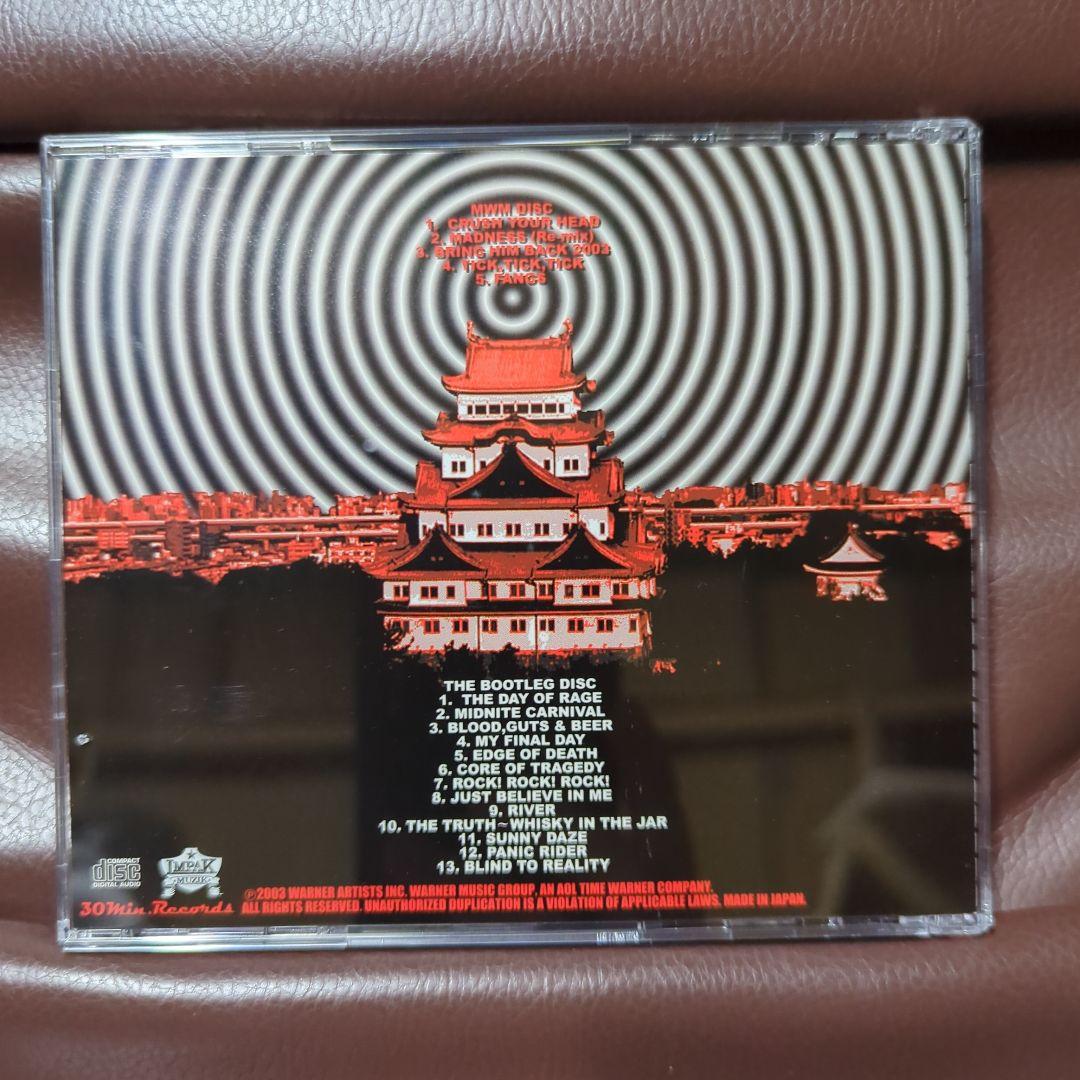 MWM DISC
1. CRUSH YOUR HEAD
2. MADNESS (Re-mix)
3. BRING HIM BACK 2003
4. TICK,TICK,TICK
5. FANGS
THE BOOTLEG DISC
1. THE DAY OF RAGE
2. MIDNITE CARNIVAL
3. BLOOD,GUTS & BEER
4. MY FINAL DAY
5. EDGE OF DEATH
6. CORE OF TRAGEDY
7. ROCK! ROCK! ROCK!
8. JUST BELIEVE IN ME
9. RIVER
10. THE TRUTH~WHISKY IN THE JAR
11. SUNNY DAZE
12. PANIC RIDER
13. BLIND TO REALITY
COMPACT
disc
DIGITAL AUDIO
IMPAK
MUZIK
30Min.Records
℗2003 WARNER ARTISTS INC. WARNER MUSIC GROUP, AN AOL TIME WARNER COMPANY.
ALL RIGHTS RESERVED. UNAUTHORIZED DUPLICATION IS A VIOLATION OF APPLICABLE LAWS. MADE IN JAPAN.